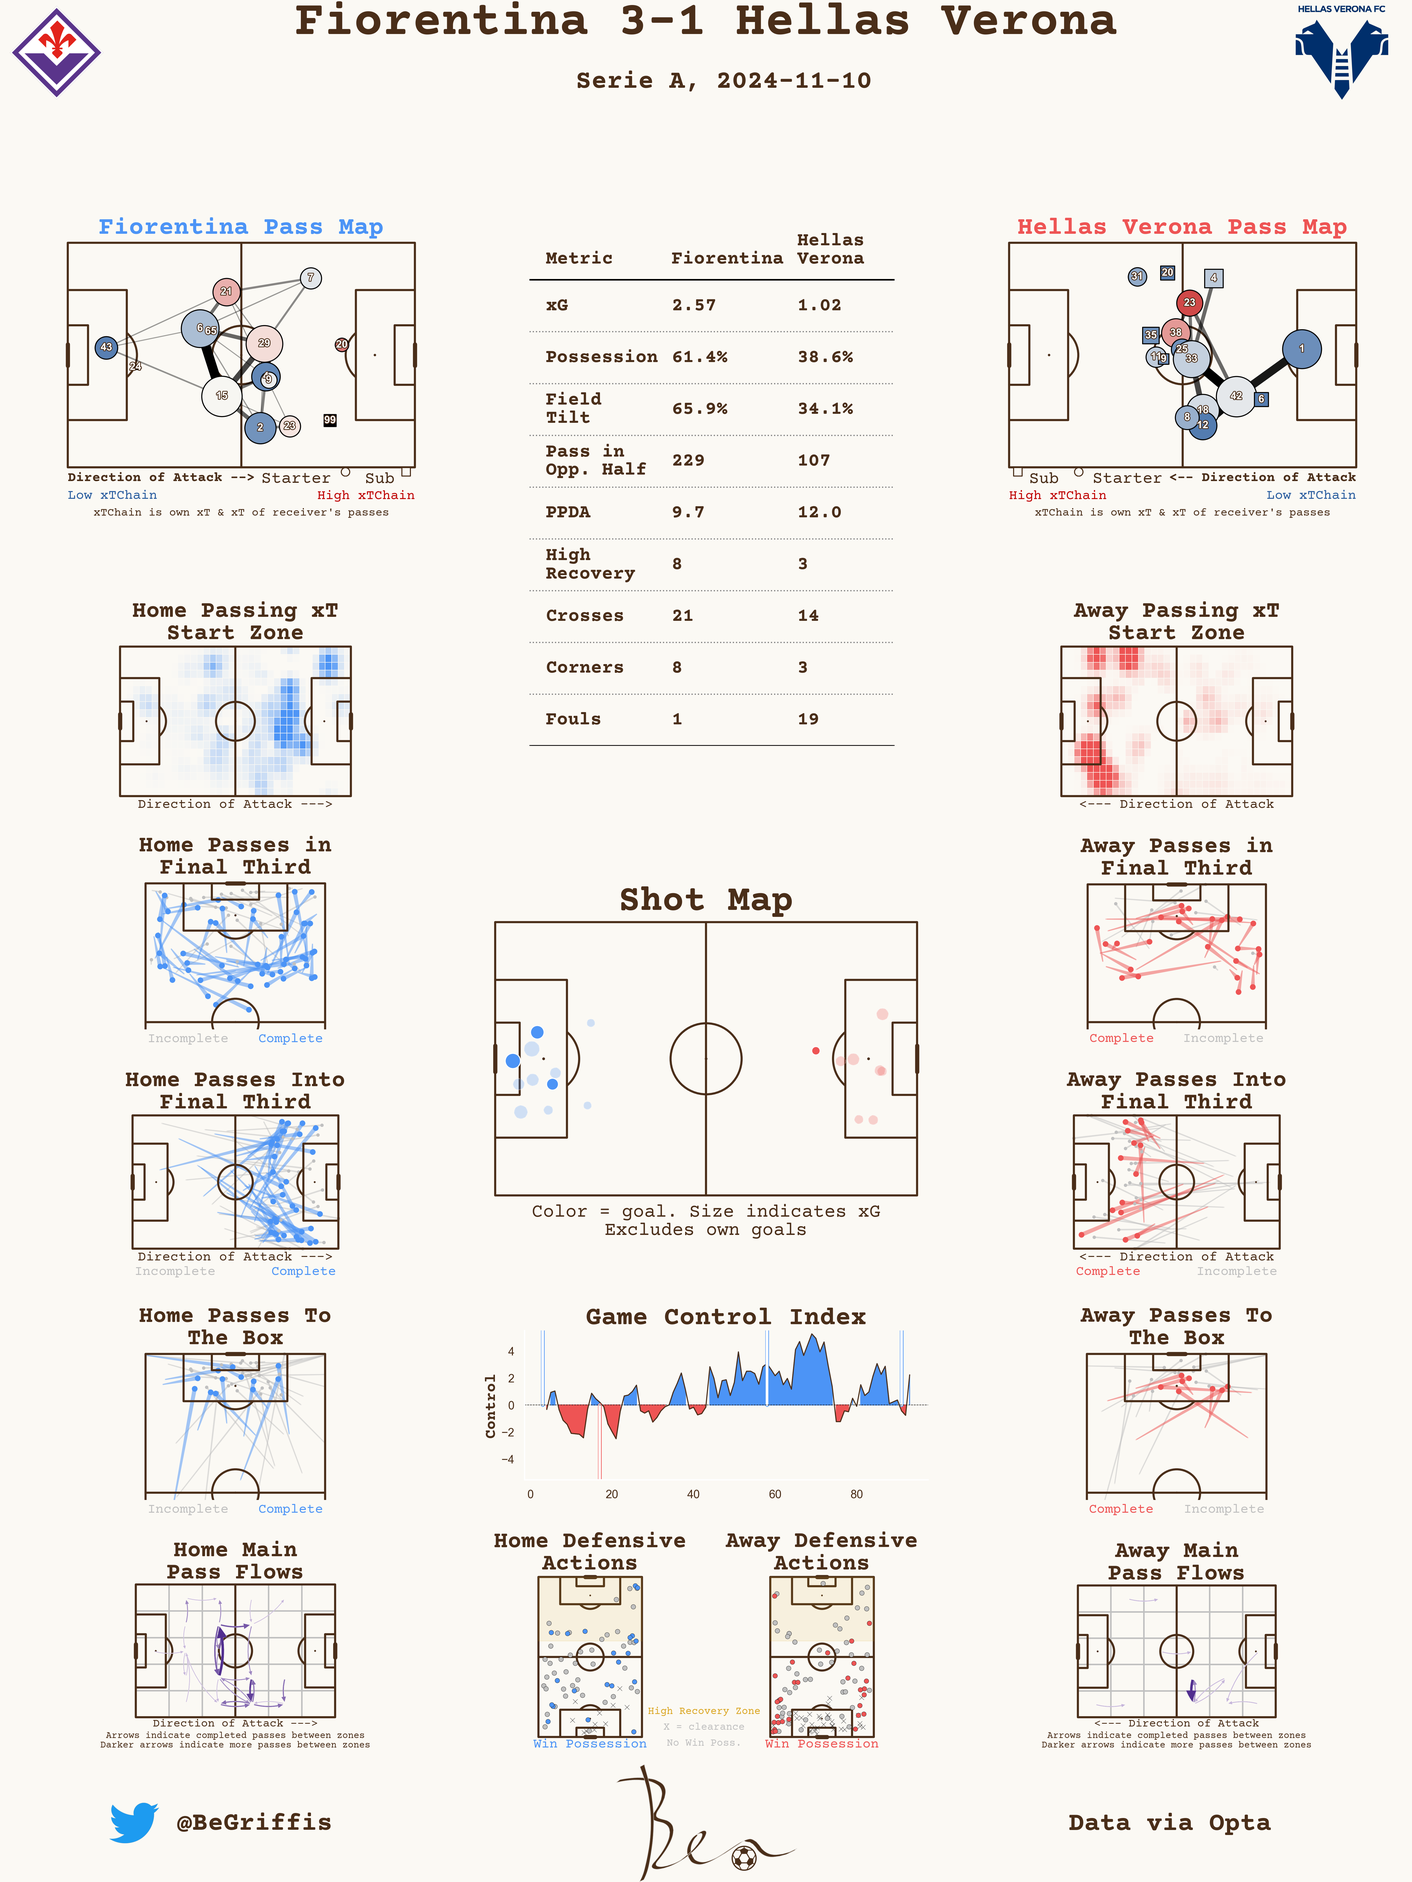 Fiorentina 3-1 Hellas Verona
Serie A, 2024-11-10
HELLAS VERONA FC
Fiorentina Pass Map
7
21
6
65
29
43
20
24
9
15
99
2
23
Direction of Attack --> Starter Sub
Low xTChain High xTChain
xTChain is own xT & xT of receiver's passes
Metric Fiorentina Hellas Verona
xG 2.57 1.02
Possession 61.4% 38.6%
Field Tilt 65.9% 34.1%
Pass in Opp. Half 229 107
PPDA 9.7 12.0
High Recovery 8 3
Crosses 21 14
Corners 8 3
Fouls 1 19
Hellas Verona Pass Map
31
20
4
23
35
38
25
11
9
33
1
42
6
18
8
12
Sub Starter <-- Direction of Attack
High xTChain Low xTChain
xTChain is own xT & xT of receiver's passes
Home Passing xT
Start Zone
Direction of Attack --->
Away Passing xT
Start Zone
<--- Direction of Attack
Home Passes in
Final Third
Incomplete Complete
Away Passes in
Final Third
Complete Incomplete
Shot Map
Color = goal. Size indicates xG
Excludes own goals
Home Passes Into
Final Third
Direction of Attack --->
Incomplete Complete
Away Passes Into
Final Third
<--- Direction of Attack
Complete Incomplete
Home Passes To
The Box
Incomplete Complete
Game Control Index
Control
4
2
0
−2
−4
0 20 40 60 80
Away Passes To
The Box
Complete Incomplete
Home Main
Pass Flows
Direction of Attack --->
Arrows indicate completed passes between zones
Darker arrows indicate more passes between zones
Home Defensive
Actions
Win Possession
High Recovery Zone
X = clearance
No Win Poss.
Away Defensive
Actions
Win Possession
Away Main
Pass Flows
<--- Direction of Attack
Arrows indicate completed passes between zones
Darker arrows indicate more passes between zones
@BeGriffis
Ben
Data via Opta